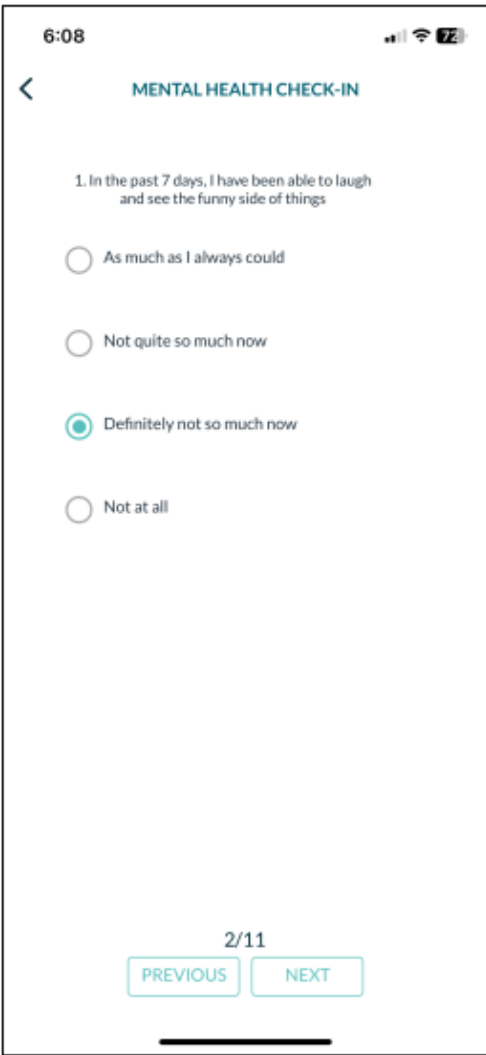 6:08
72
MENTAL HEALTH CHECK-IN
1. In the past 7 days, I have been able to laugh
and see the funny side of things
As much as I always could
Not quite so much now
Definitely not so much now
Not at all
2/11
PREVIOUS NEXT